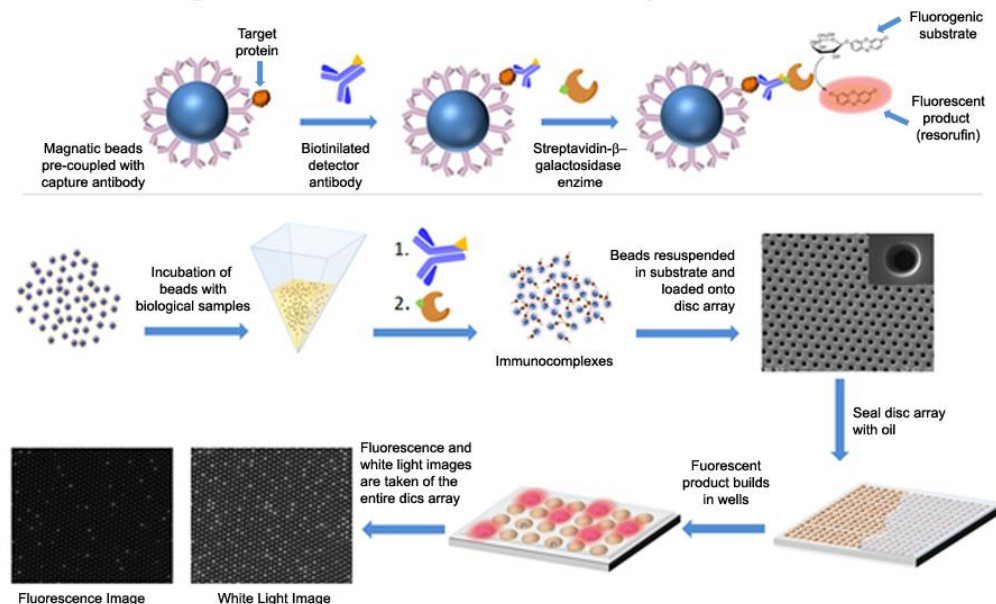 Target
protein
Fluorogenic
substrate
Magnetic beads
pre-coupled with
capture antibody
Biotinilated
detector
antibody
Streptavidin-β–
galactosidase
enzime
Fluorescent
product
(resorufin)
Incubation of
beads with
biological samples
1.
2.
Immunocomplexes
Beads resuspended
in substrate and
loaded onto
disc array
Seal disc array
with oil
Fuorescent
product builds
in wells
Fluorescence and
white light images
are taken of the
entire dics array
Fluorescence Image
White Light Image